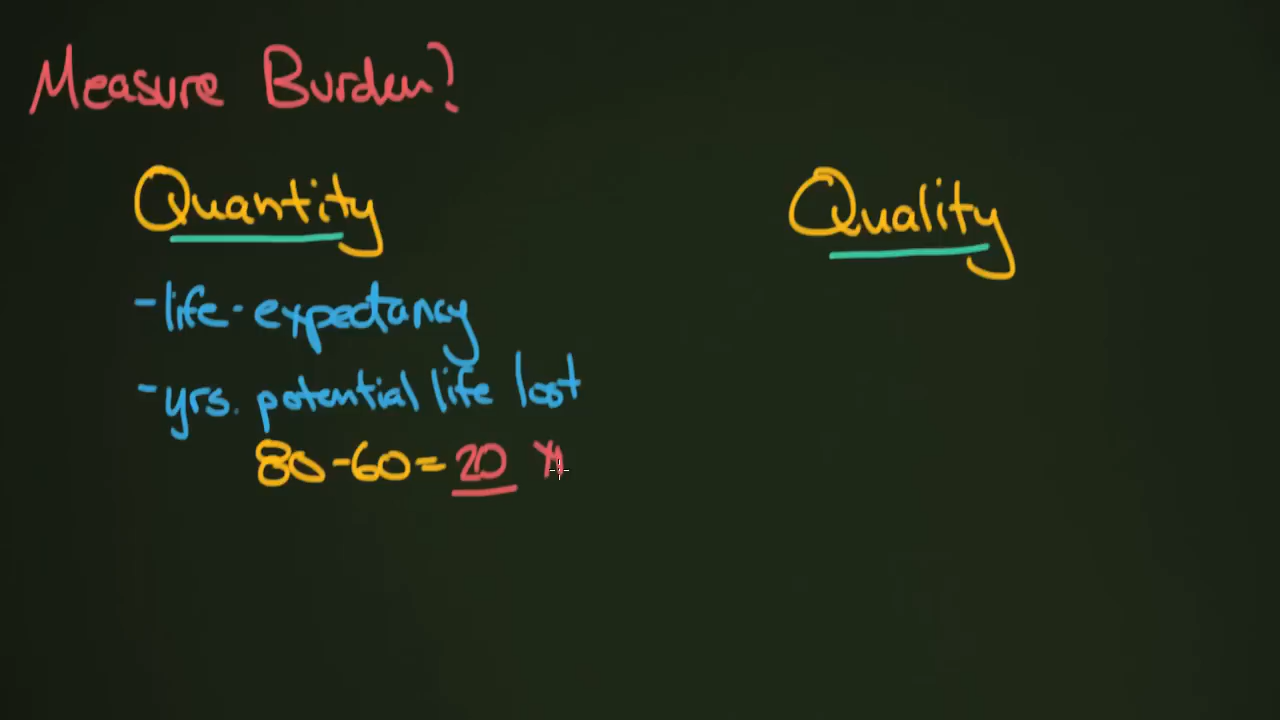 Measure Burden?
Quantity
Quality
-life-expectancy
-yrs. potential life lost
80-60=20